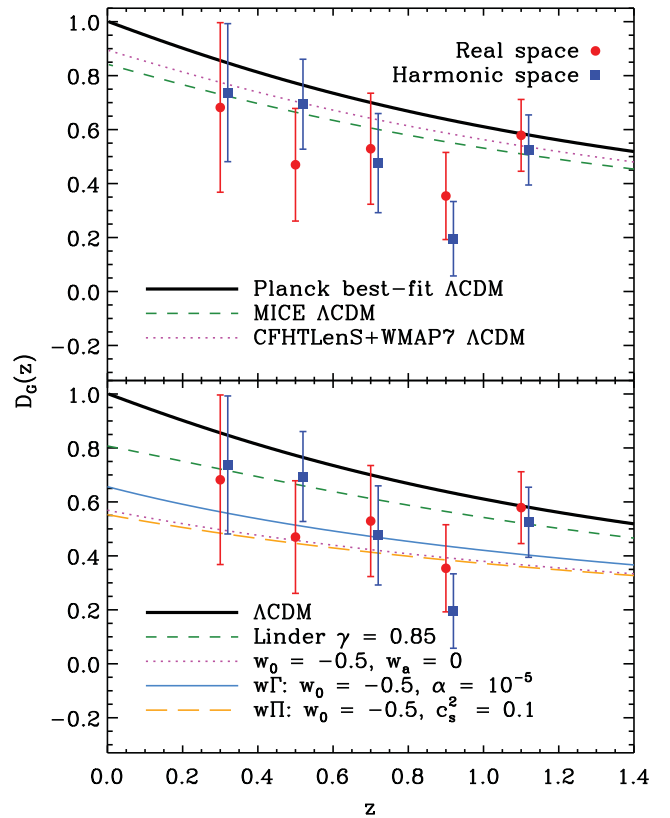 1.0
Real space
0.8
Harmonic space
0.6
0.4
0.2
0.0
Planck best-fit ΛCDM
MICE ΛCDM
−0.2
CFHTLenS+WMAP7 ΛCDM
D_G(z)
1.0
0.8
0.6
0.4
0.2
ΛCDM
Linder γ = 0.85
0.0
w₀ = −0.5, wₐ = 0
wΓ: w₀ = −0.5, α = 10⁻⁵
−0.2
wΠ: w₀ = −0.5, c_s² = 0.1
0.0 0.2 0.4 0.6 0.8 1.0 1.2 1.4
z